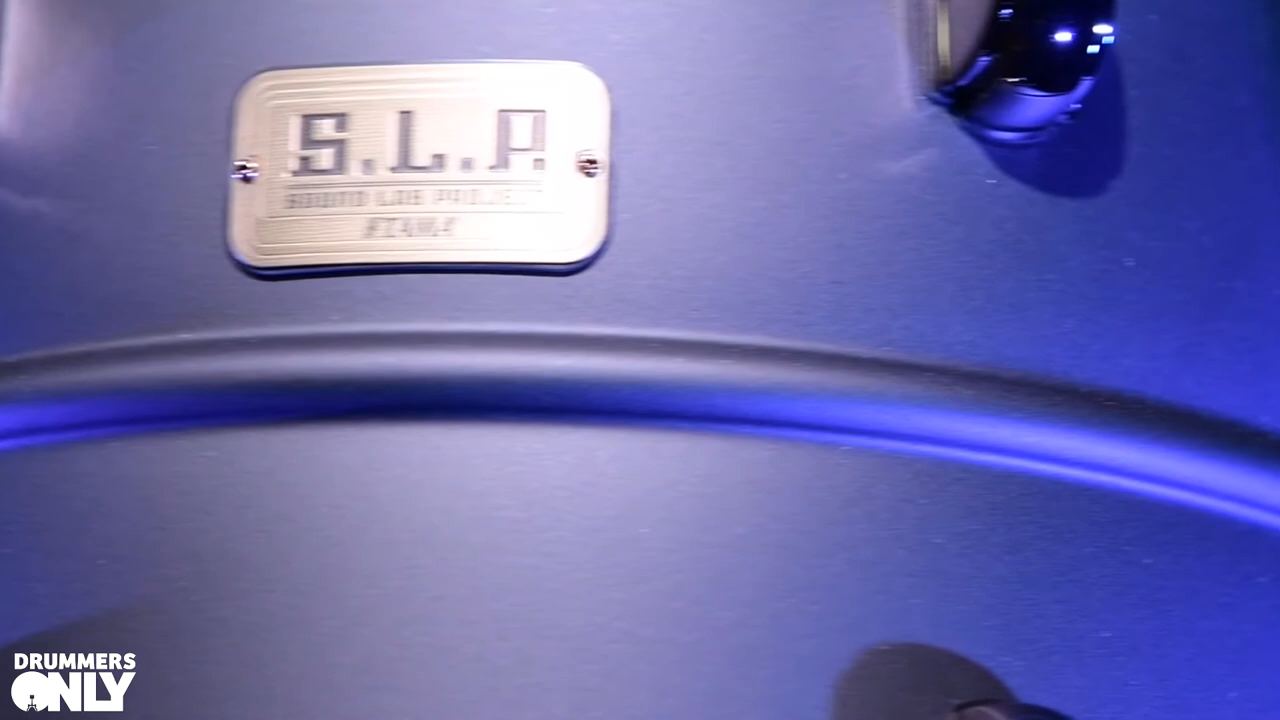 S.L.P.
SOUND LAB PROJECT
TAMA
DRUMMERS
ONLY